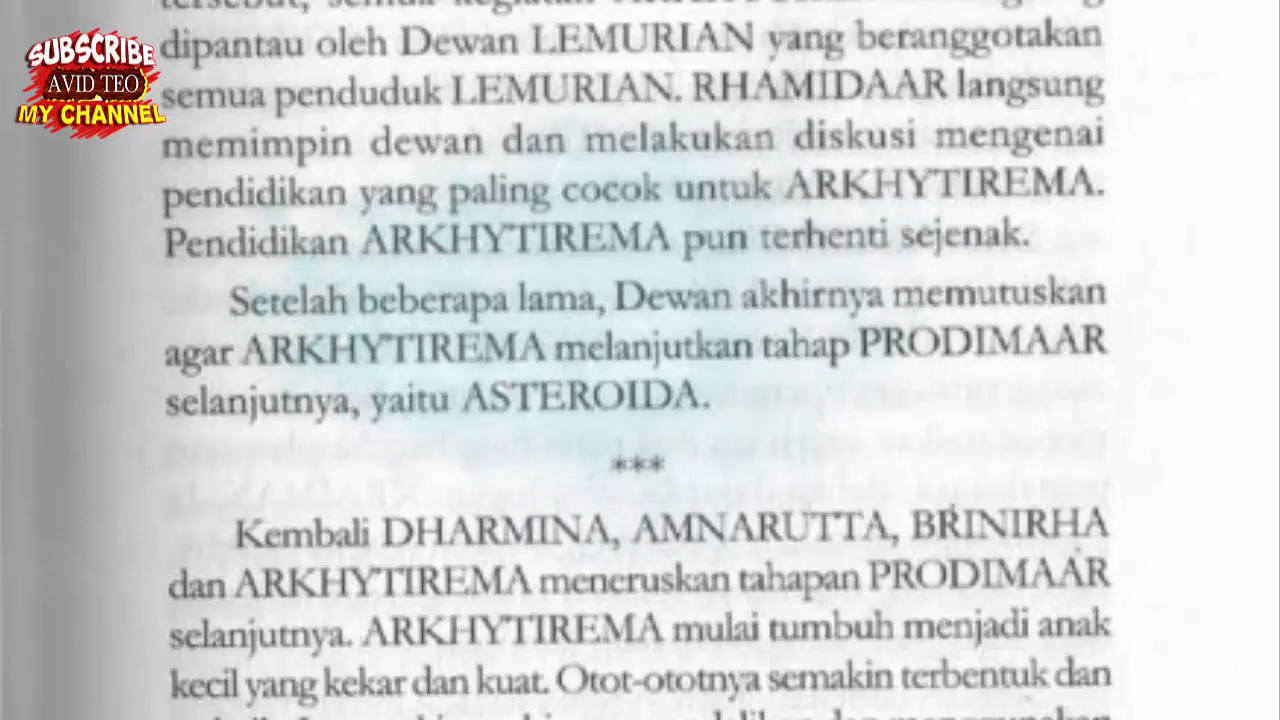 SUBSCRIBE
AVID TEO
MY CHANNEL
dipantau oleh Dewan LEMURIAN yang beranggotakan
semua penduduk LEMURIAN. RHAMIDAAR langsung
memimpin dewan dan melakukan diskusi mengenai
pendidikan yang paling cocok untuk ARKHYTIREMA.
Pendidikan ARKHYTIREMA pun terhenti sejenak.
Setelah beberapa lama, Dewan akhirnya memutuskan
agar ARKHYTIREMA melanjutkan tahap PRODIMAAR
selanjutnya, yaitu ASTEROIDA.
***
Kembali DHARMINA, AMNARUTTA, BRINIRHA
dan ARKHYTIREMA meneruskan tahapan PRODIMAAR
selanjutnya. ARKHYTIREMA mulai tumbuh menjadi anak
kecil yang kekar dan kuat. Otot-ototnya semakin terbentuk dan